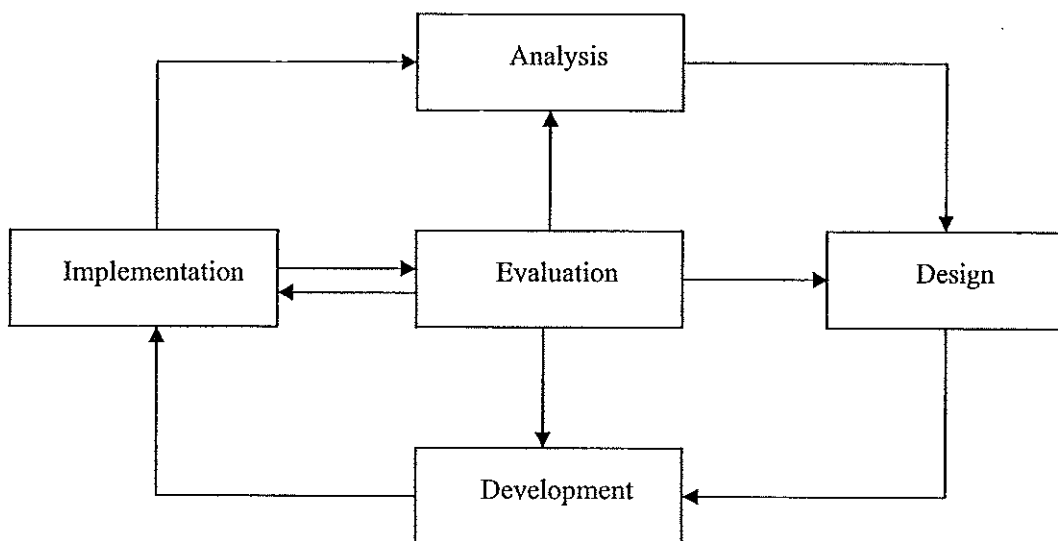 Analysis
Implementation
Evaluation
Design
Development